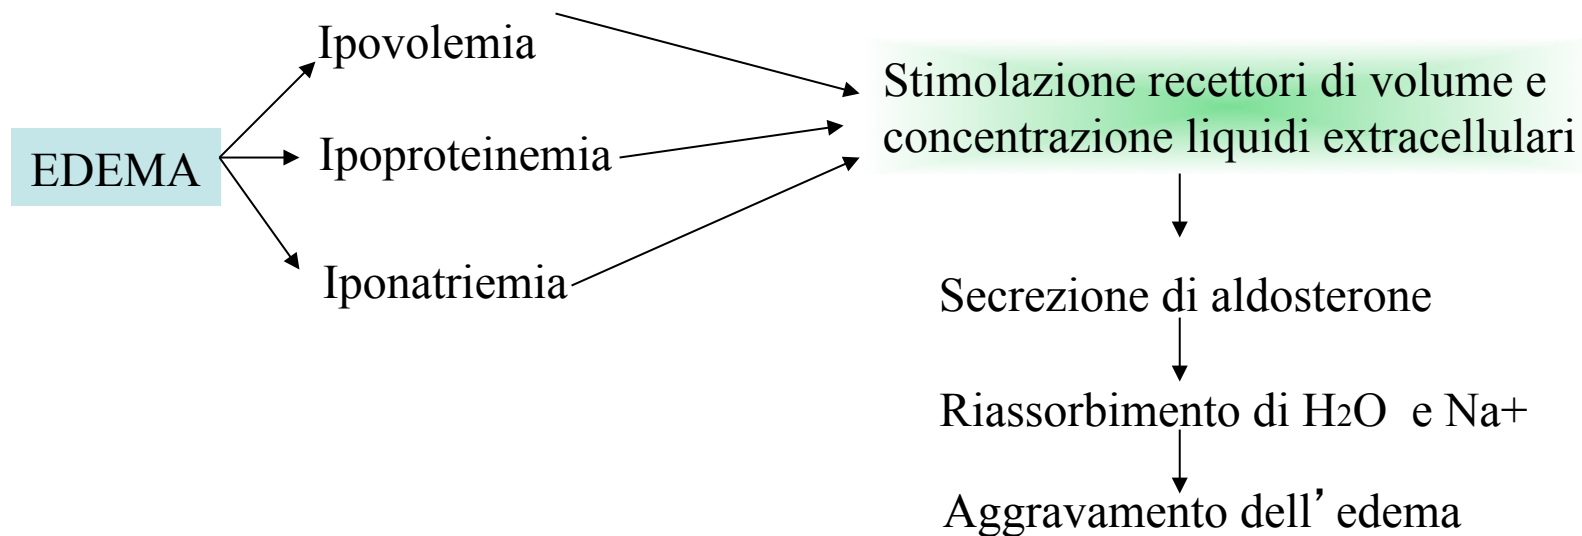 Ipovolemia
Stimolazione recettori di volume e
concentrazione liquidi extracellulari
EDEMA
Ipoproteinemia
Iponatriemia
Secrezione di aldosterone
Riassorbimento di H2O e Na+
Aggravamento dell’ edema